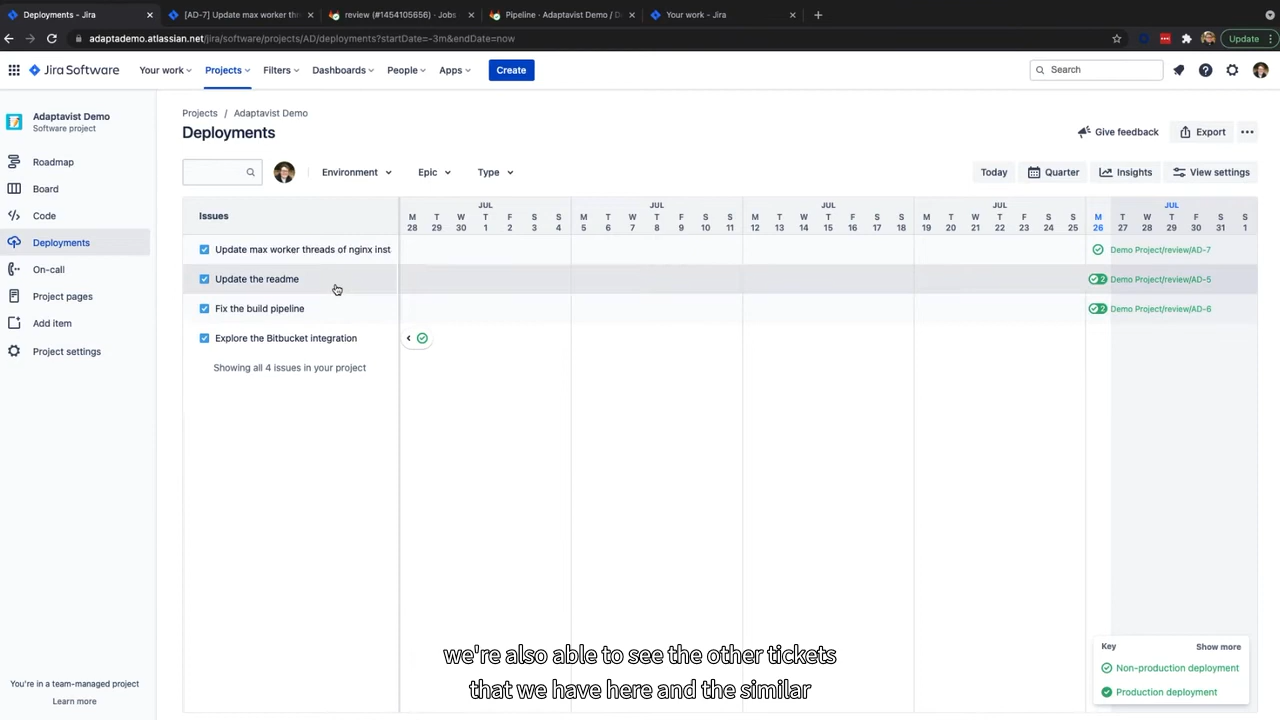 Deployments - Jira
[AD-7] Update max worker thr
review (#1454105656) · Jobs
Pipeline · Adaptavist Demo / D
Your work - Jira
adaptademo.atlassian.net/jira/software/projects/AD/deployments?startDate=-3m&endDate=now
Update
Jira Software
Your work
Projects
Filters
Dashboards
People
Apps
Create
Search
Adaptavist Demo
Software project
Roadmap
Board
Code
Deployments
On-call
Project pages
Add item
Project settings
You're in a team-managed project
Learn more
Projects / Adaptavist Demo
Deployments
Give feedback
Export
Environment
Epic
Type
Today
Quarter
Insights
View settings
Issues
JUL JUL JUL JUL JUL
M T W T F S S M T W T F S S M T W T F S S M T W T F S S M T W T F S S
28 29 30 1 2 3 4 5 6 7 8 9 10 11 12 13 14 15 16 17 18 19 20 21 22 23 24 25 26 27 28 29 30 31 1
Update max worker threads of nginx inst
Demo Project/review/AD-7
Update the readme
2 Demo Project/review/AD-5
Fix the build pipeline
2 Demo Project/review/AD-6
Explore the Bitbucket integration
Showing all 4 issues in your project
Key
Show more
Non-production deployment
Production deployment
we're also able to see the other tickets
that we have here and the similar